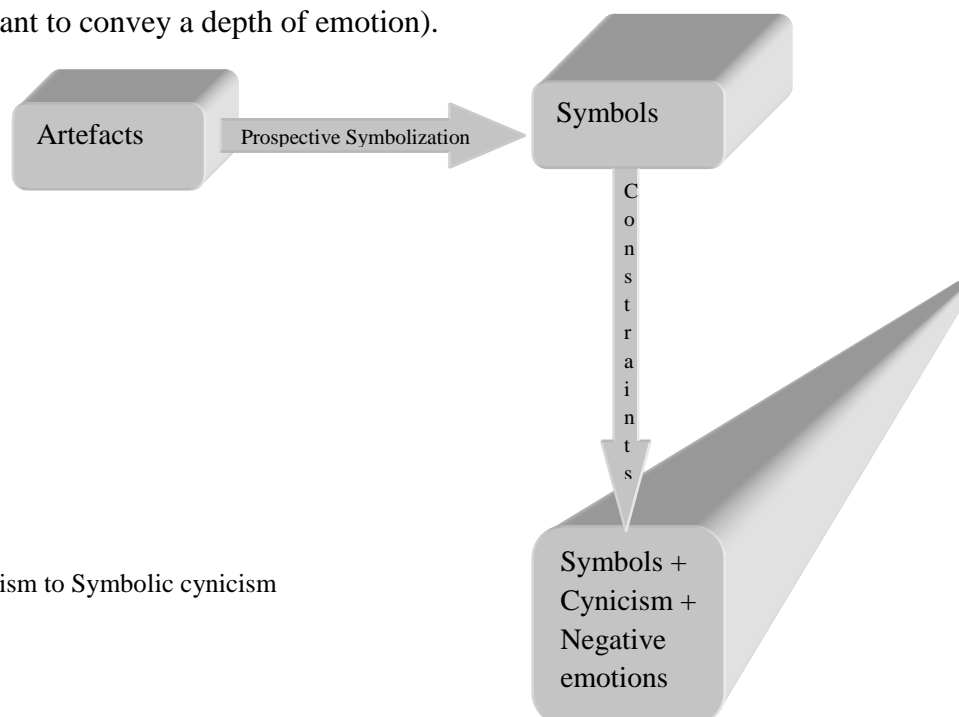 ant to convey a depth of emotion).
Artefacts
Prospective Symbolization
Symbols
Constraints
ism to Symbolic cynicism
Symbols +
Cynicism +
Negative
emotions